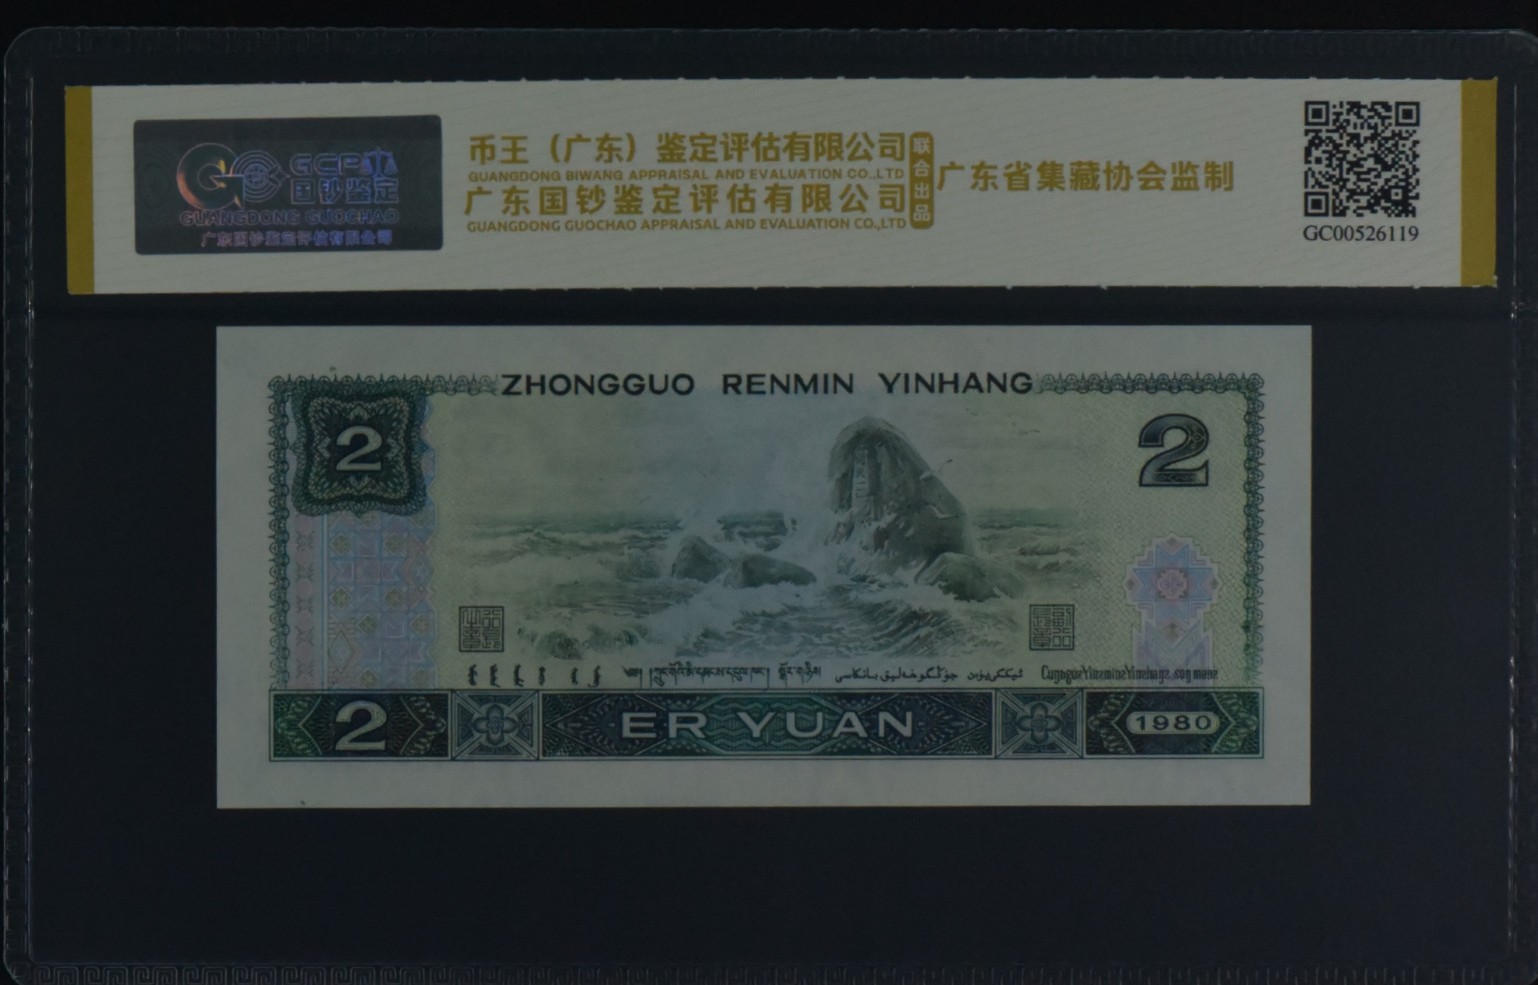 GCP
国钞鉴定
GUANGDONG GUOCHAO
广东国钞鉴定评估有限公司
币王（广东）鉴定评估有限公司
GUANGDONG BIWANG APPRAISAL AND EVALUATION CO.,LTD
广东国钞鉴定评估有限公司
GUANGDONG GUOCHAO APPRAISAL AND EVALUATION CO.,LTD
联合出品
广东省集藏协会监制
GC00526119
ZHONGGUO RENMIN YINHANG
2
2
2
ER YUAN
1980